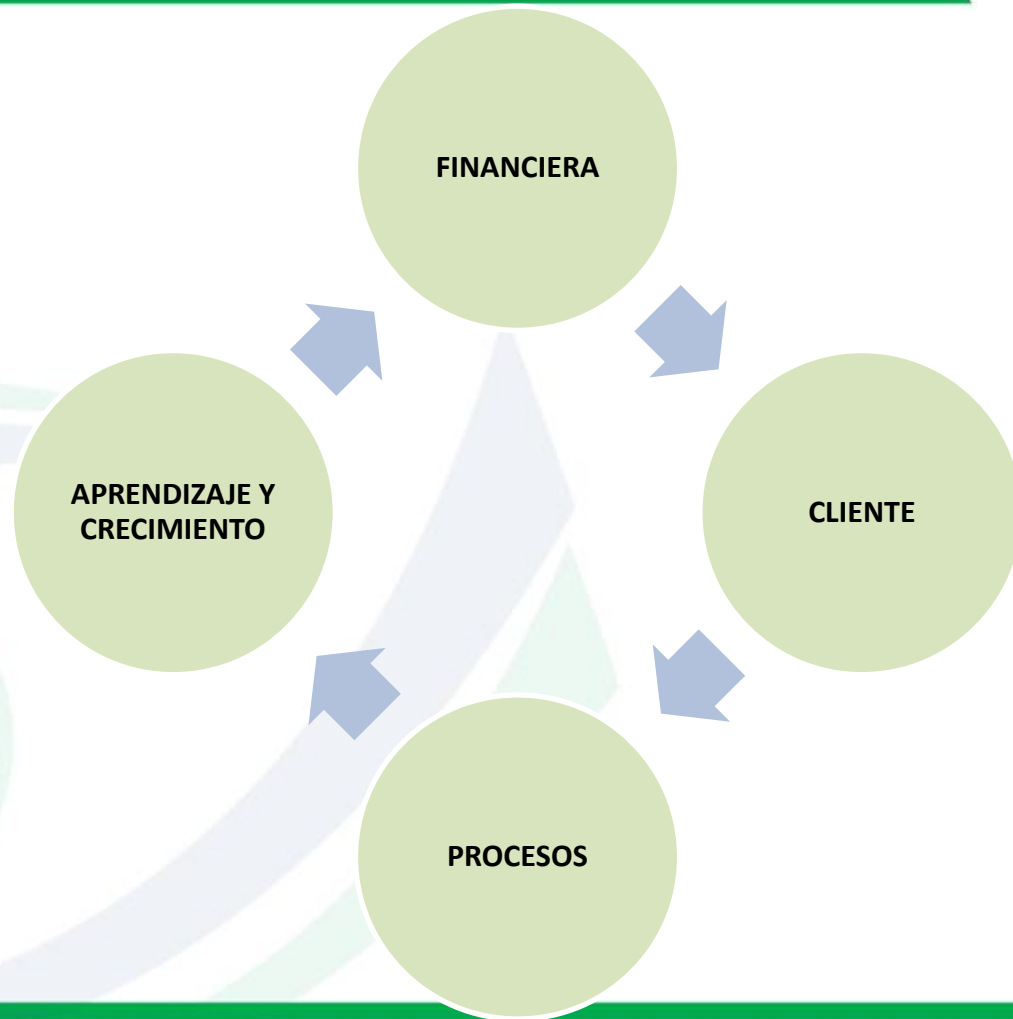 FINANCIERA
CLIENTE
PROCESOS
APRENDIZAJE Y
CRECIMIENTO